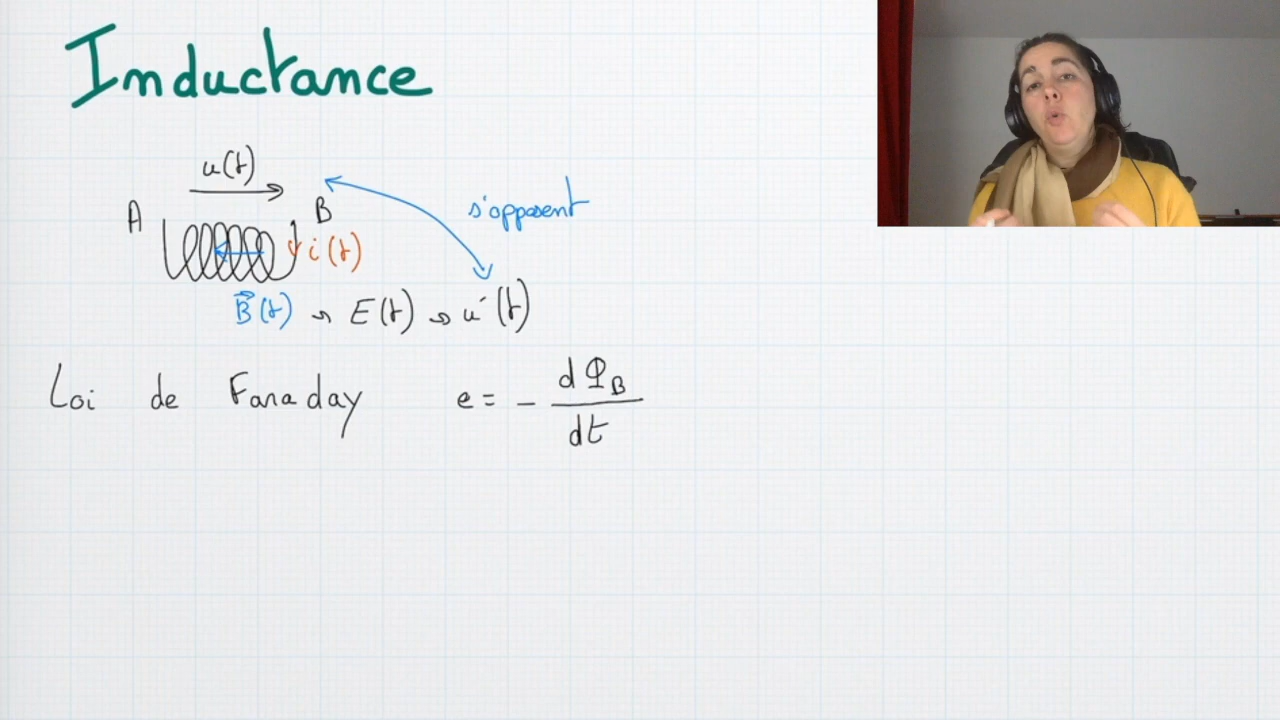 Inductance
u(t)
A
B
s'opposent
i(t)
B(t) → E(t) → u'(t)
Loi de Faraday e = - dΦB/dt